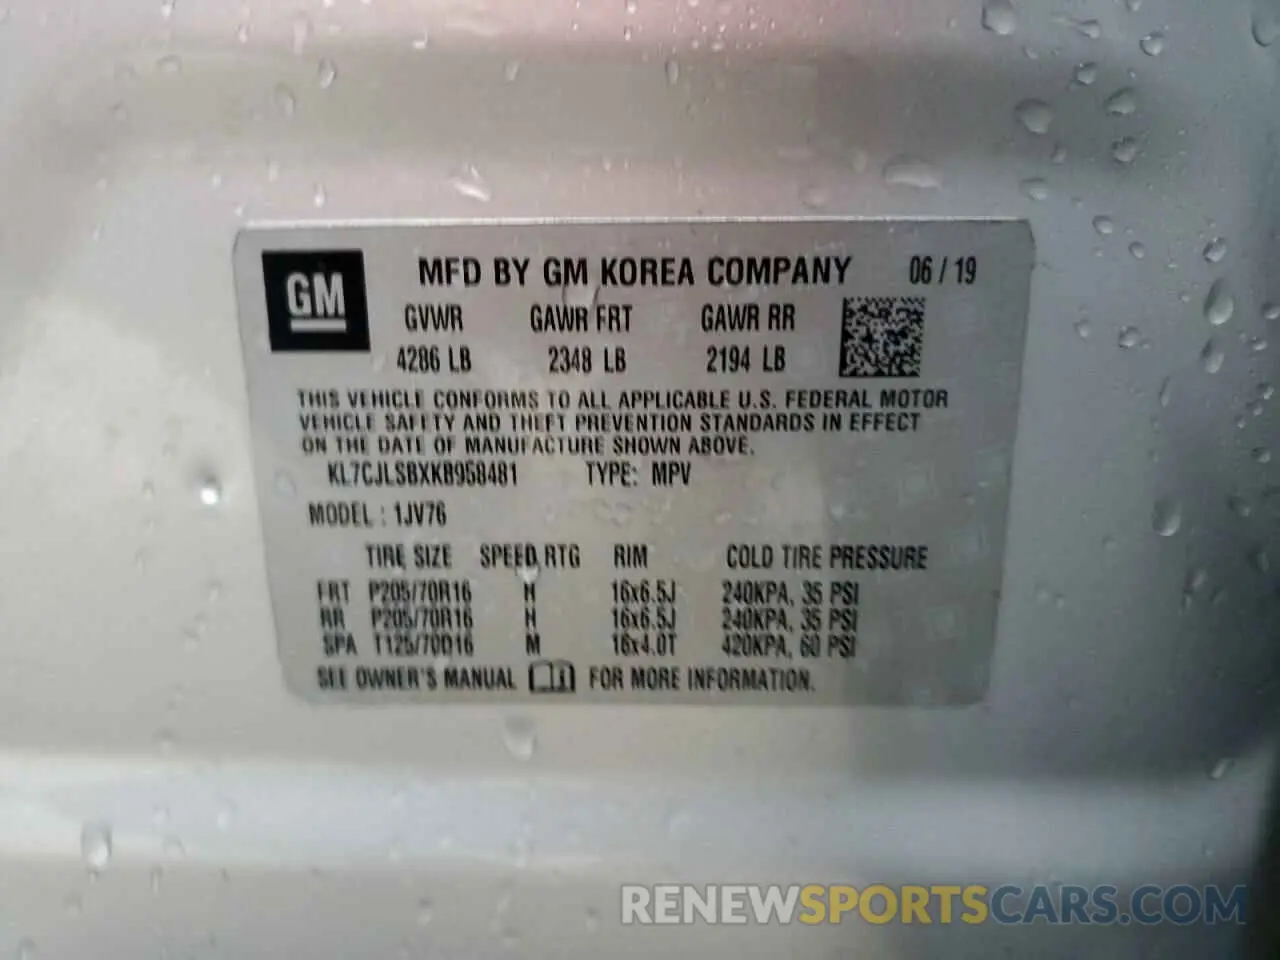 GM
MFD BY GM KOREA COMPANY 06 / 19
GVWR GAWR FRT GAWR RR
4286 LB 2348 LB 2194 LB
THIS VEHICLE CONFORMS TO ALL APPLICABLE U.S. FEDERAL MOTOR
VEHICLE SAFETY AND THEFT PREVENTION STANDARDS IN EFFECT
ON THE DATE OF MANUFACTURE SHOWN ABOVE.
KL7CJLSBXKB958481 TYPE: MPV
MODEL : 1JV76
TIRE SIZE SPEED RTG RIM COLD TIRE PRESSURE
FRT P205/70R16 H 16x6.5J 240KPA, 35 PSI
RR P205/70R16 H 16x6.5J 240KPA, 35 PSI
SPA T125/70D16 M 16x4.0T 420KPA, 60 PSI
SEE OWNER'S MANUAL FOR MORE INFORMATION.
RENEWSPORTSCARS.COM